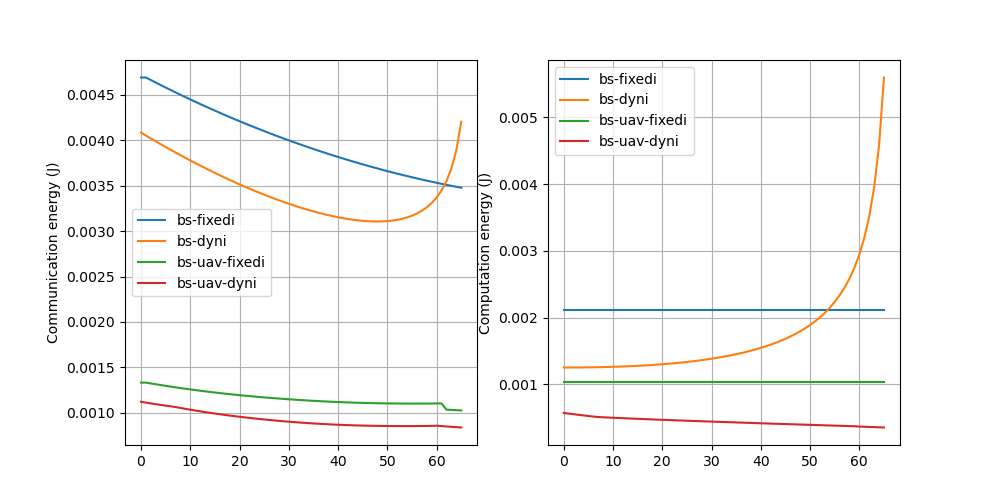 Communication energy (J)
0.0045
0.0040
0.0035
0.0030
0.0025
0.0020
0.0015
0.0010
bs-fixedi
bs-dyni
bs-uav-fixedi
bs-uav-dyni
0 10 20 30 40 50 60
Computation energy (J)
0.005
0.004
0.003
0.002
0.001
bs-fixedi
bs-dyni
bs-uav-fixedi
bs-uav-dyni
0 10 20 30 40 50 60